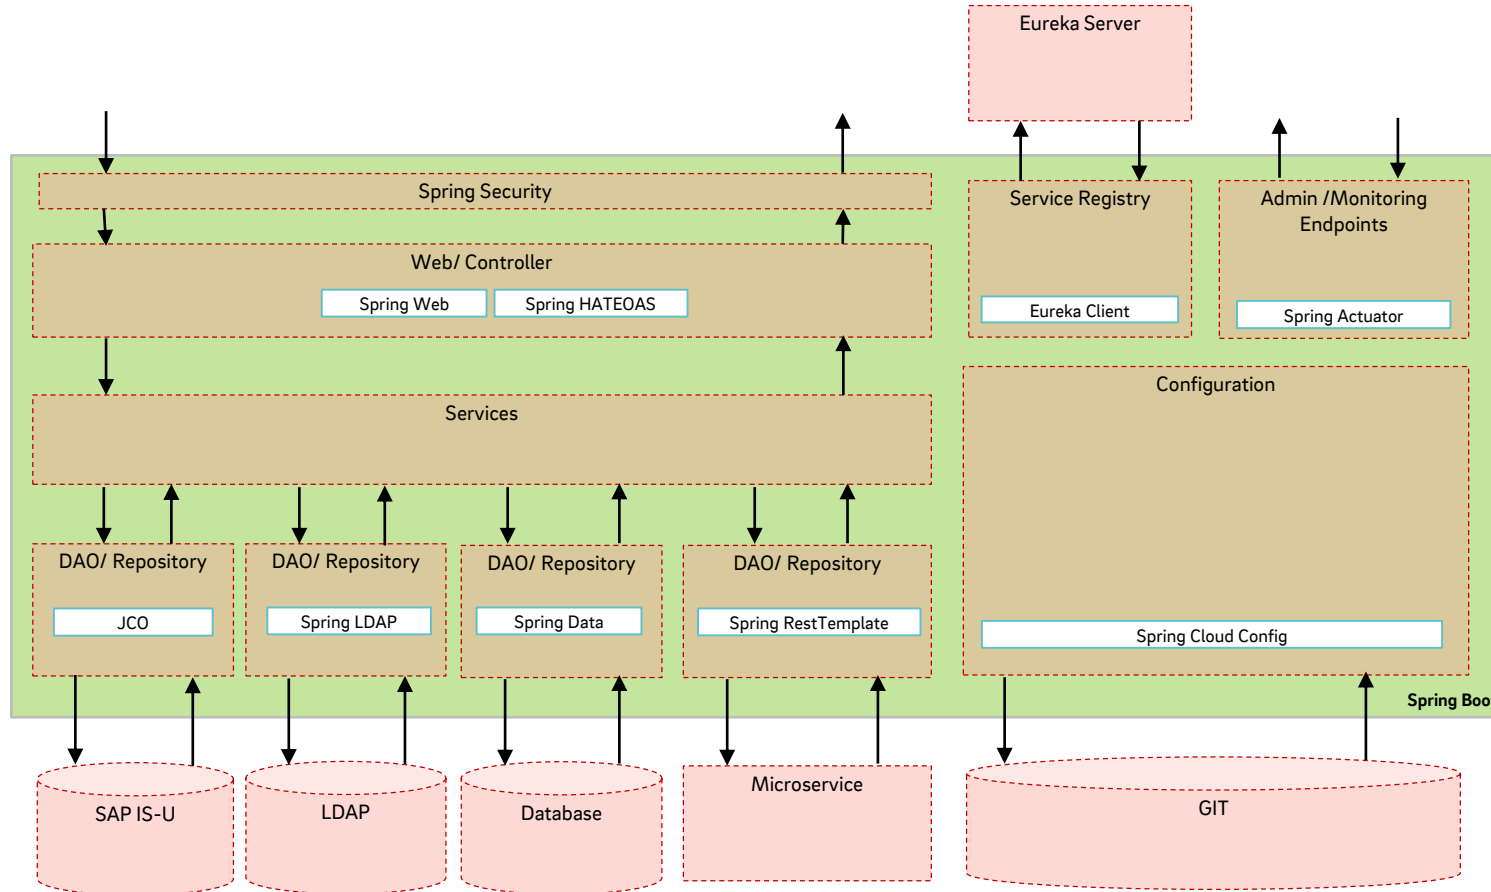 Eureka Server
Spring Security
Service Registry
Admin /Monitoring
Endpoints
Web/ Controller
Spring Web
Spring HATEOAS
Eureka Client
Spring Actuator
Configuration
Services
DAO/ Repository
DAO/ Repository
DAO/ Repository
DAO/ Repository
JCO
Spring LDAP
Spring Data
Spring RestTemplate
Spring Cloud Config
Spring Boo
SAP IS-U
LDAP
Database
Microservice
GIT